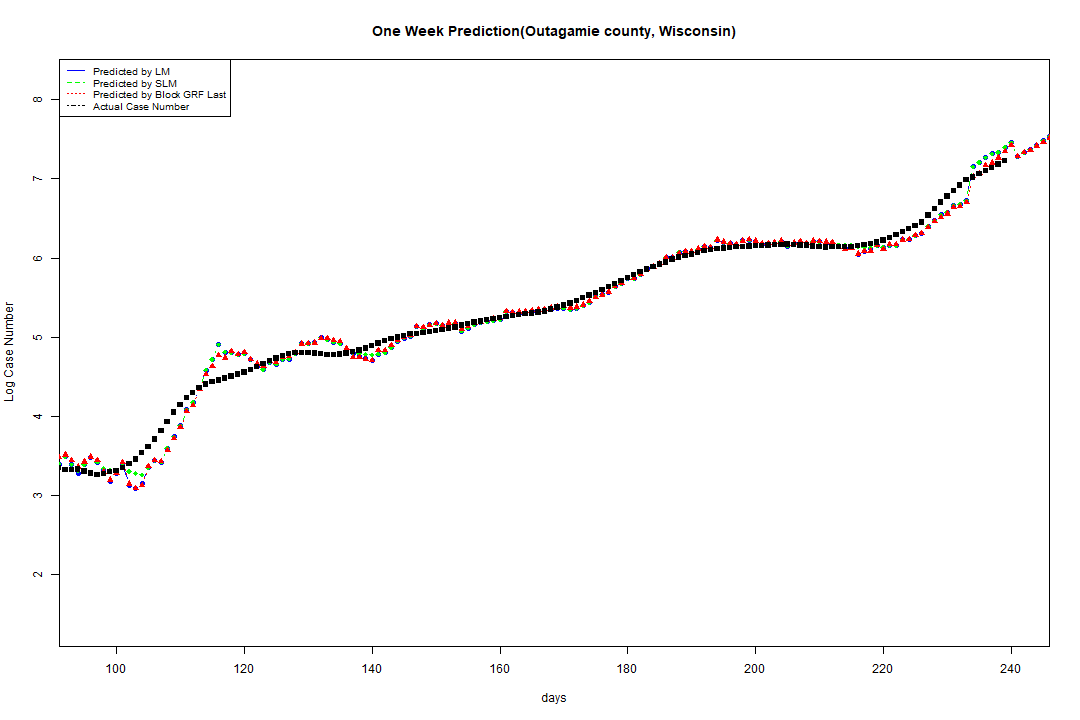 One Week Prediction(Outagamie county, Wisconsin)
Predicted by LM
Predicted by SLM
Predicted by Block GRF Last
Actual Case Number
8
7
6
5
4
3
2
Log Case Number
100 120 140 160 180 200 220 240
days